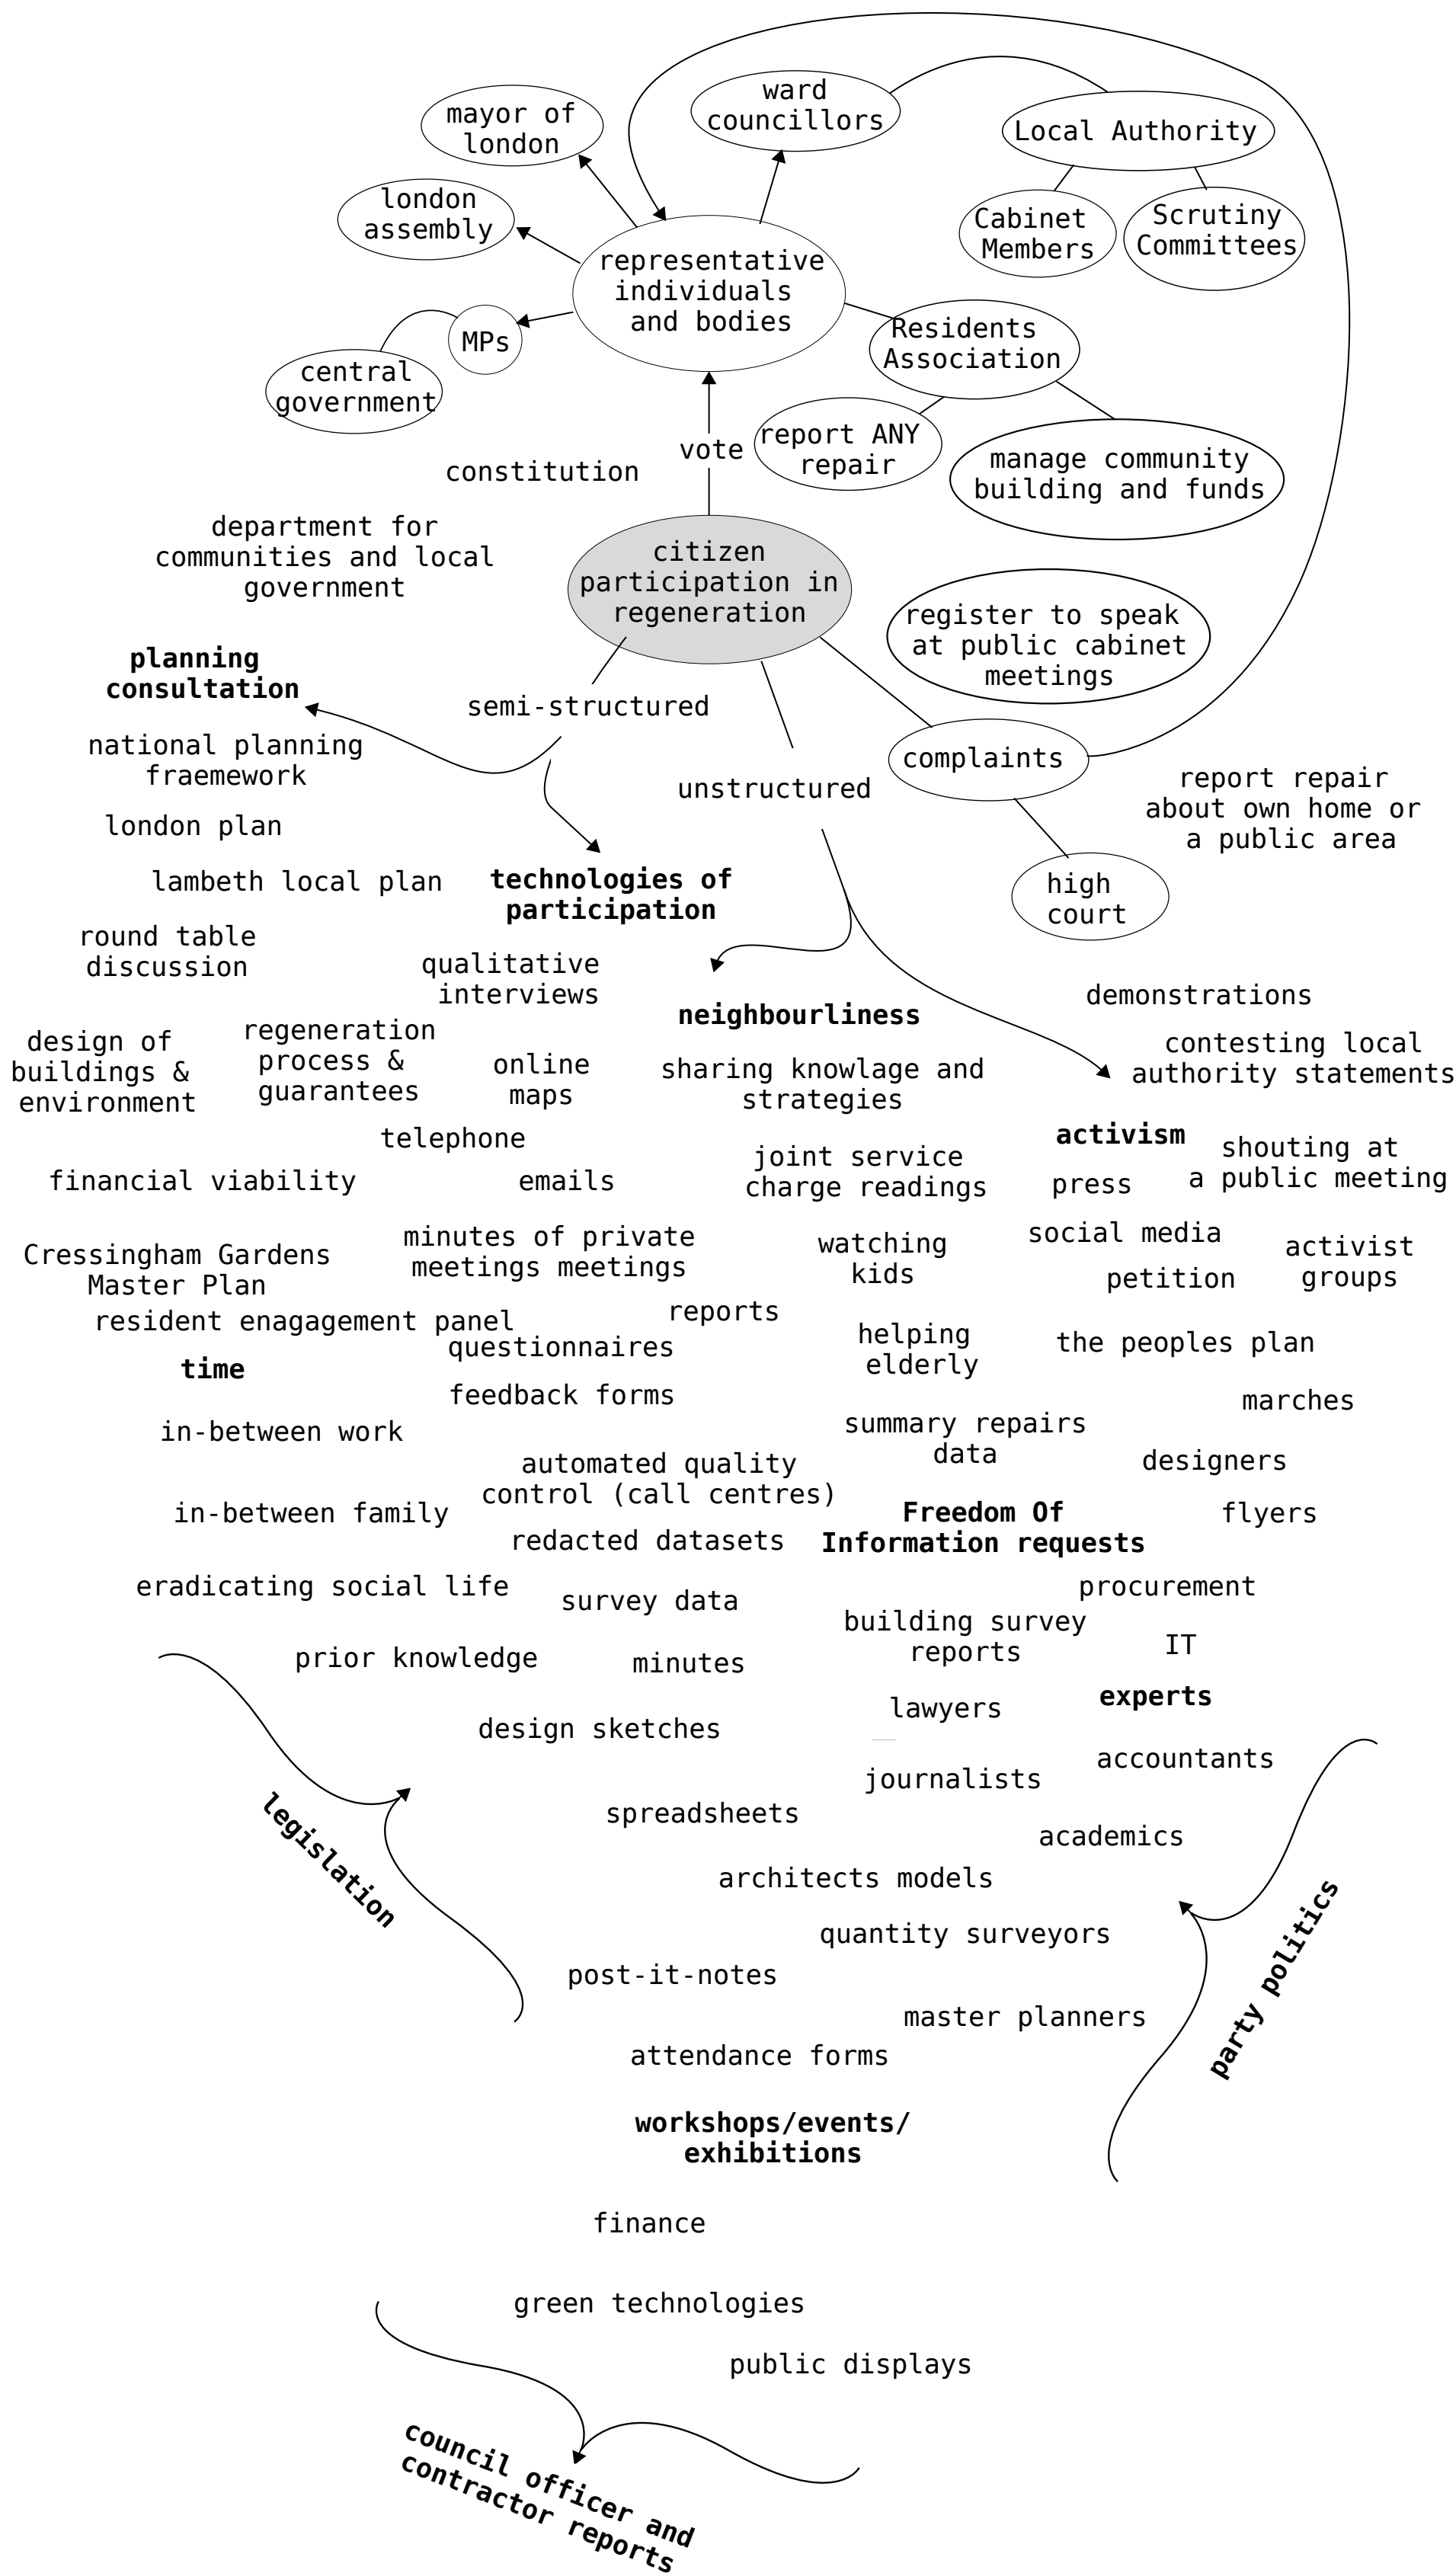 ward
councillors
mayor of
london
Local Authority
london
assembly
Cabinet
Members
Scrutiny
Committees
representative
individuals
and bodies
MPs
Residents
Association
central
government
report ANY
repair
vote
constitution
manage community
building and funds
department for
communities and local
government
citizen
participation in
regeneration
register to speak
at public cabinet
meetings
planning
consultation
semi-structured
national planning
fraemework
complaints
unstructured
report repair
about own home or
a public area
london plan
lambeth local plan
technologies of
participation
high
court
round table
discussion
qualitative
interviews
demonstrations
neighbourliness
design of
buildings &
environment
regeneration
process &
guarantees
online
maps
sharing knowlage and
strategies
contesting local
authority statements
telephone
activism
shouting at
a public meeting
joint service
charge readings
financial viability
emails
press
minutes of private
meetings meetings
social media
watching
kids
activist
groups
Cressingham Gardens
Master Plan
petition
resident enagagement panel
reports
questionnaires
helping
elderly
the peoples plan
time
feedback forms
marches
in-between work
summary repairs
data
automated quality
control (call centres)
designers
in-between family
Freedom Of
Information requests
flyers
redacted datasets
eradicating social life
survey data
procurement
building survey
reports
IT
prior knowledge
minutes
experts
lawyers
design sketches
accountants
journalists
spreadsheets
legislation
academics
architects models
quantity surveyors
party politics
post-it-notes
master planners
attendance forms
workshops/events/
exhibitions
finance
green technologies
public displays
council officer and
contractor reports